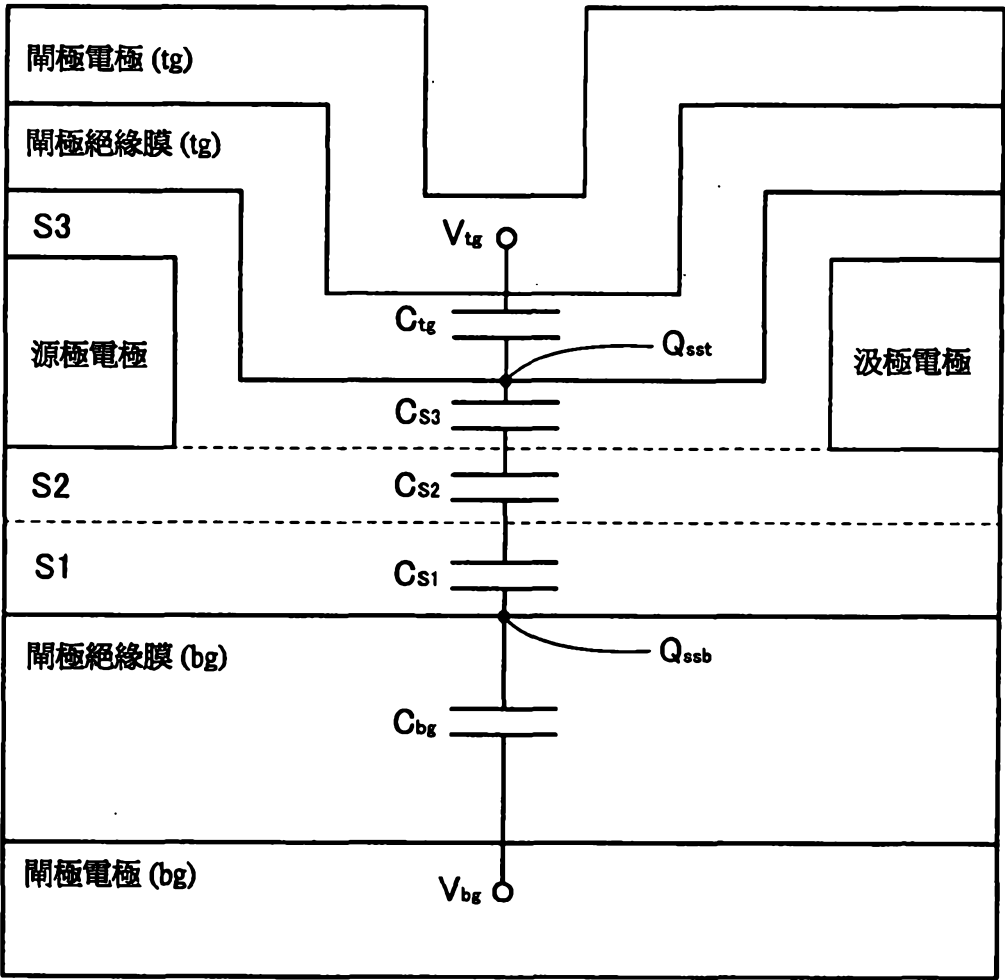 閘極電極 (tg)
閘極絕緣膜 (tg)
S3
Vtg
Ctg
Qsst
源極電極
汲極電極
CS3
S2
CS2
S1
CS1
閘極絕緣膜 (bg)
Qssb
Cbg
閘極電極 (bg)
Vbg